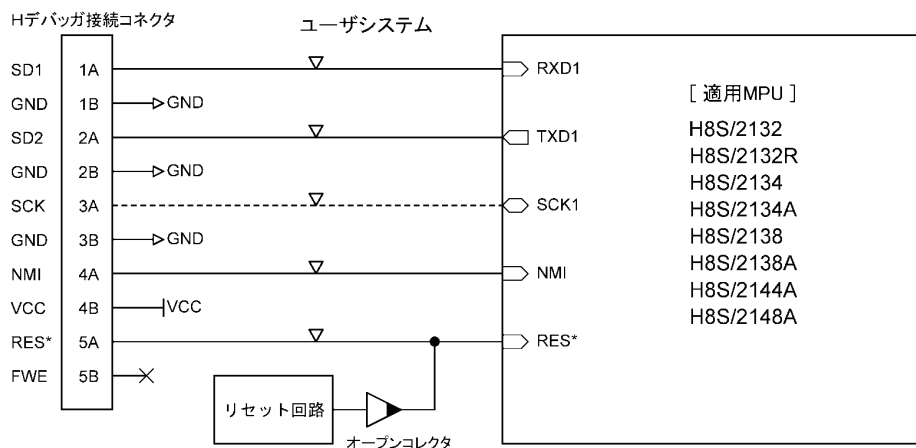 Hデバッガ接続コネクタ
ユーザシステム
SD1 1A RXD1
GND 1B GND
SD2 2A TXD1
GND 2B GND
SCK 3A SCK1
GND 3B GND
NMI 4A NMI
VCC 4B VCC
RES* 5A RES*
FWE 5B
[ 適用MPU ]
H8S/2132
H8S/2132R
H8S/2134
H8S/2134A
H8S/2138
H8S/2138A
H8S/2144A
H8S/2148A
リセット回路
オープンコレクタ